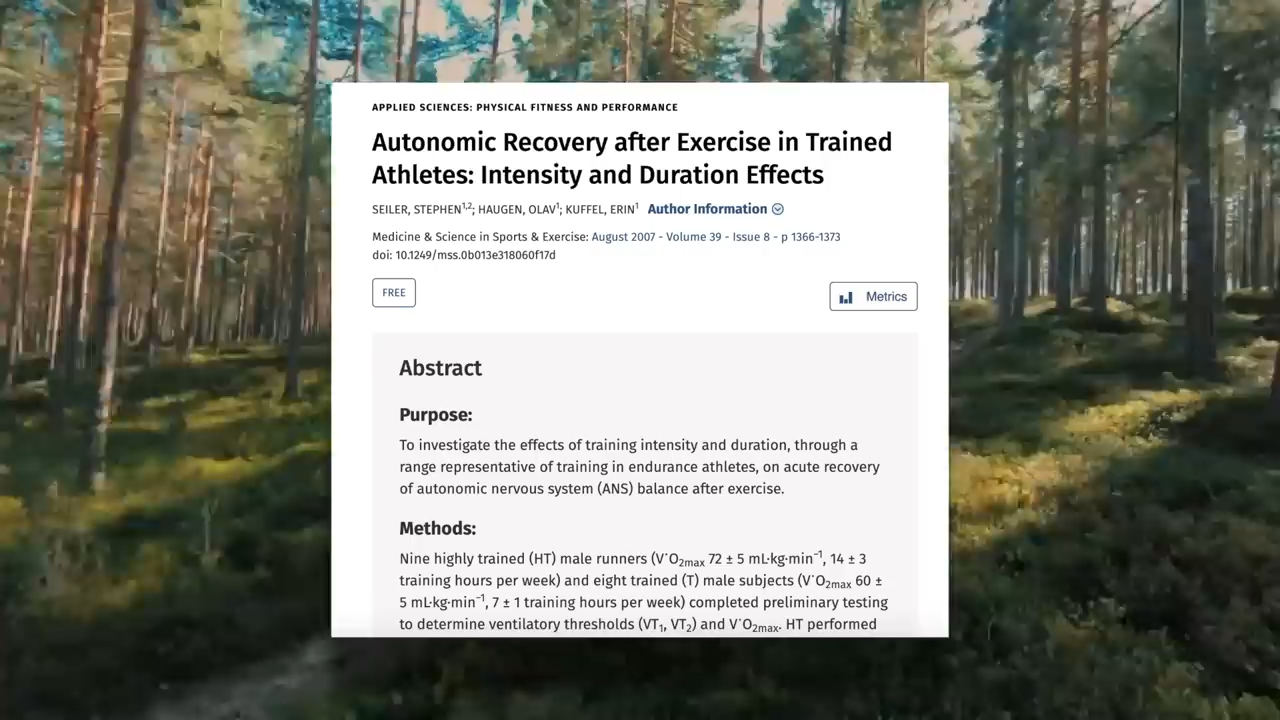 APPLIED SCIENCES: PHYSICAL FITNESS AND PERFORMANCE
Autonomic Recovery after Exercise in Trained
Athletes: Intensity and Duration Effects
SEILER, STEPHEN1,2; HAUGEN, OLAV1; KUFFEL, ERIN1 Author Information
Medicine & Science in Sports & Exercise: August 2007 - Volume 39 - Issue 8 - p 1366-1373
doi: 10.1249/mss.0b013e318060f17d
FREE
Metrics
Abstract
Purpose:
To investigate the effects of training intensity and duration, through a
range representative of training in endurance athletes, on acute recovery
of autonomic nervous system (ANS) balance after exercise.
Methods:
Nine highly trained (HT) male runners (V˙O2max 72 ± 5 mL·kg·min−1, 14 ± 3
training hours per week) and eight trained (T) male subjects (V˙O2max 60 ±
5 mL·kg·min−1, 7 ± 1 training hours per week) completed preliminary testing
to determine ventilatory thresholds (VT1, VT2) and V˙O2max. HT performed